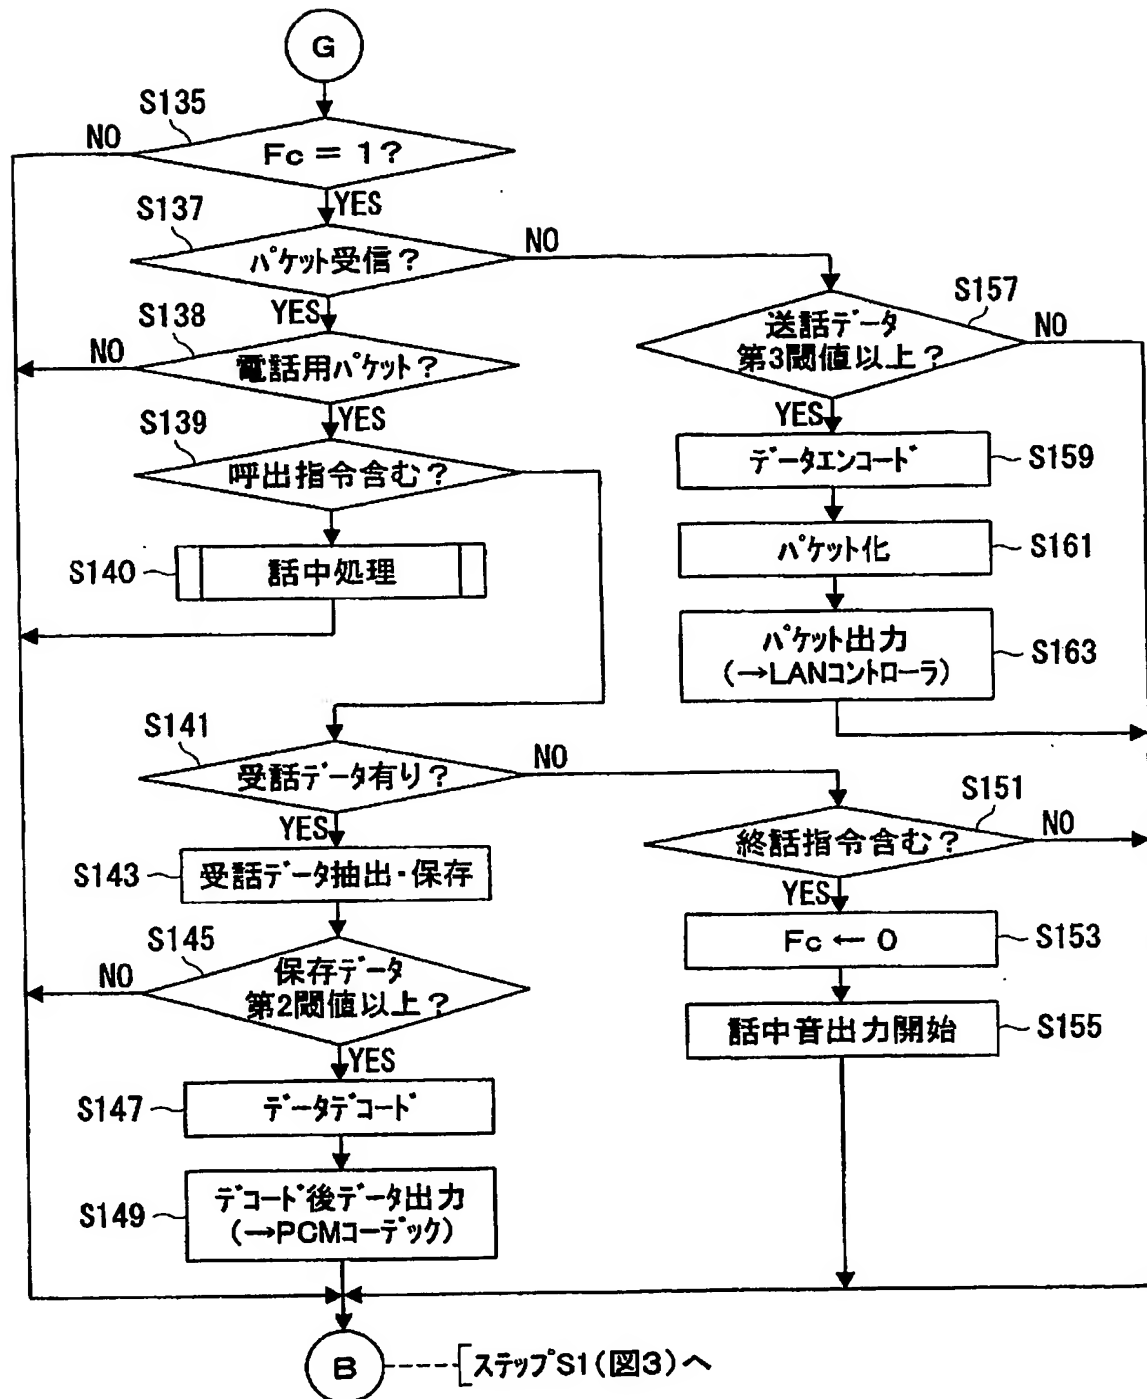 G
S135
NO
Fc = 1?
YES
S137
パケット受信?
NO
YES
S138
NO
電話用パケット?
YES
S139
呼出指令含む?
S140
話中処理
S157
送話データ
第3閾値以上?
NO
YES
データエンコード
S159
パケット化
S161
パケット出力
(→LANコントローラ)
S163
S141
受話データ有り?
NO
YES
S143
受話データ抽出・保存
S145
NO
保存データ
第2閾値以上?
YES
S147
データデコード
S149
デコード後データ出力
(→PCMコーデック)
S151
終話指令含む?
NO
YES
Fc ← 0
S153
話中音出力開始
S155
B
[ステップS1(図3)へ